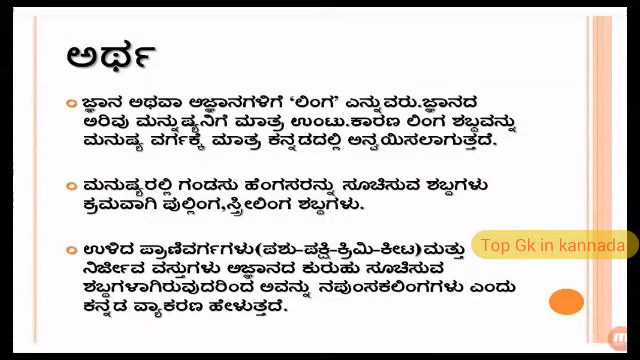 ಅರ್ಥ
ಜ್ಞಾನ ಅಥವಾ ಅಜ್ಞಾನಗಳಿಗೆ ‘ಲಿಂಗ’ ಎನ್ನುವರು.ಜ್ಞಾನದ
ಅರಿವು ಮನ್ನುಷ್ಯನಿಗೆ ಮಾತ್ರ ಉಂಟು.ಕಾರಣ ಲಿಂಗ ಶಬ್ದವನ್ನು
ಮನುಷ್ಯ ವರ್ಗಕ್ಕೆ ಮಾತ್ರ ಕನ್ನಡದಲ್ಲಿ ಅನ್ವಯಿಸಲಾಗುತ್ತದೆ.
ಮನುಷ್ಯರಲ್ಲಿ ಗಂಡಸು ಹೆಂಗಸರನ್ನು ಸೂಚಿಸುವ ಶಬ್ದಗಳು
ಕ್ರಮವಾಗಿ ಪುಲ್ಲಿಂಗ,ಸ್ತ್ರೀಲಿಂಗ ಶಬ್ದಗಳು.
ಉಳಿದ ಪ್ರಾಣಿವರ್ಗಗಳು(ಪಶು-ಪಕ್ಷಿ-ಕ್ರಿಮಿ-ಕೀಟ)ಮತ್ತು
ನಿರ್ಜೀವ ವಸ್ತುಗಳು ಅಜ್ಞಾನದ ಕುರುಹು ಸೂಚಿಸುವ
ಶಬ್ದಗಳಾಗಿರುವುದರಿಂದ ಅವನ್ನು ನಪುಂಸಕಲಿಂಗಗಳು ಎಂದು
ಕನ್ನಡ ವ್ಯಾಕರಣ ಹೇಳುತ್ತದೆ.
Top Gk in kannada